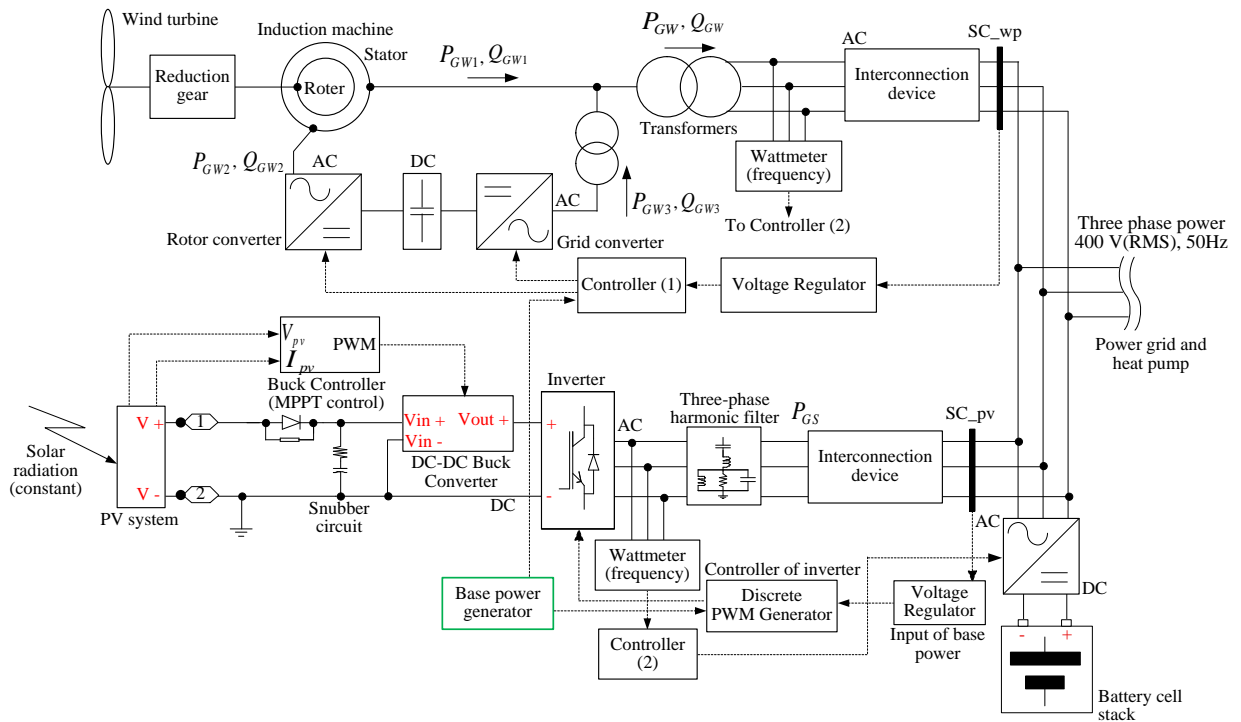 Wind turbine
Induction machine
Stator
Reduction
gear
Roter
P_GW1, Q_GW1
P_GW, Q_GW
Transformers
AC
Interconnection
device
SC_wp
Wattmeter
(frequency)
To Controller (2)
P_GW2, Q_GW2
AC
DC
AC
P_GW3, Q_GW3
Rotor converter
Grid converter
Controller (1)
Voltage Regulator
Three phase power
400 V(RMS), 50Hz
Power grid and
heat pump
V_pv
I_pv
PWM
Buck Controller
(MPPT control)
Solar
radiation
(constant)
V +
V -
PV system
1
2
Snubber
circuit
Vin +
Vin -
Vout +
DC-DC Buck
Converter
DC
Inverter
+
-
AC
Three-phase
harmonic filter
P_GS
Interconnection
device
SC_pv
AC
DC
Wattmeter
(frequency)
Base power
generator
Controller of inverter
Discrete
PWM Generator
Voltage
Regulator
Input of base
power
Controller
(2)
-
+
Battery cell
stack